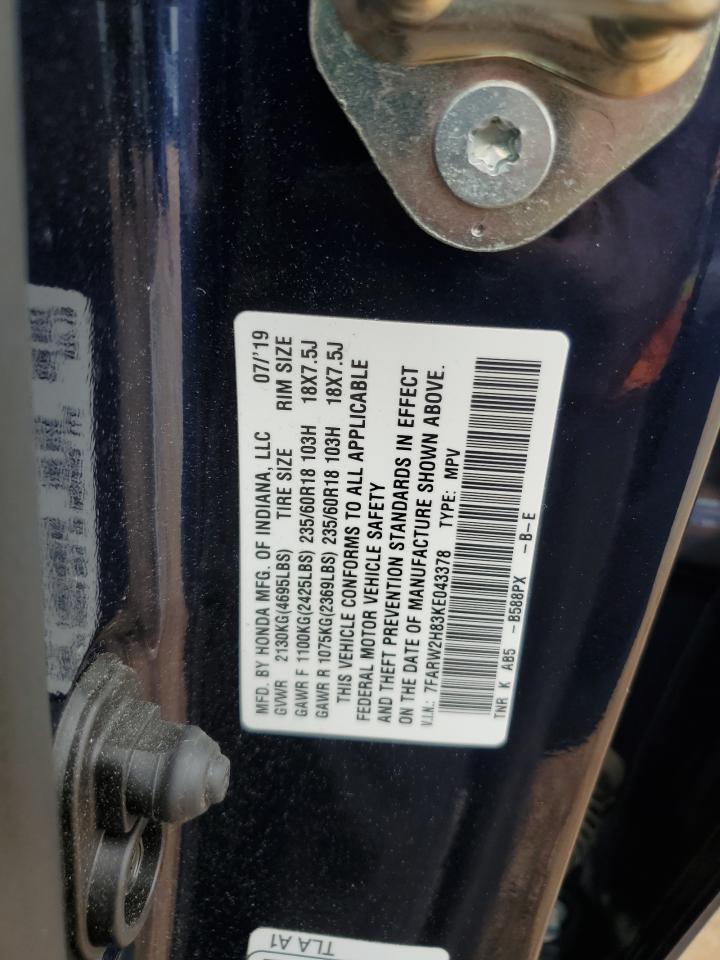 MFD. BY HONDA MFG. OF INDIANA, LLC 07/'19
GVWR 2130KG(4695LBS) TIRE SIZE RIM SIZE
GAWR F 1100KG(2425LBS) 235/60R18 103H 18X7.5J
GAWR R 1075KG(2369LBS) 235/60R18 103H 18X7.5J
THIS VEHICLE CONFORMS TO ALL APPLICABLE
FEDERAL MOTOR VEHICLE SAFETY
AND THEFT PREVENTION STANDARDS IN EFFECT
ON THE DATE OF MANUFACTURE SHOWN ABOVE.
V.I.N.: 7FARW2H83KE043378 TYPE: MPV
TNR K AB5 -B588PX -B-E
TLA A1